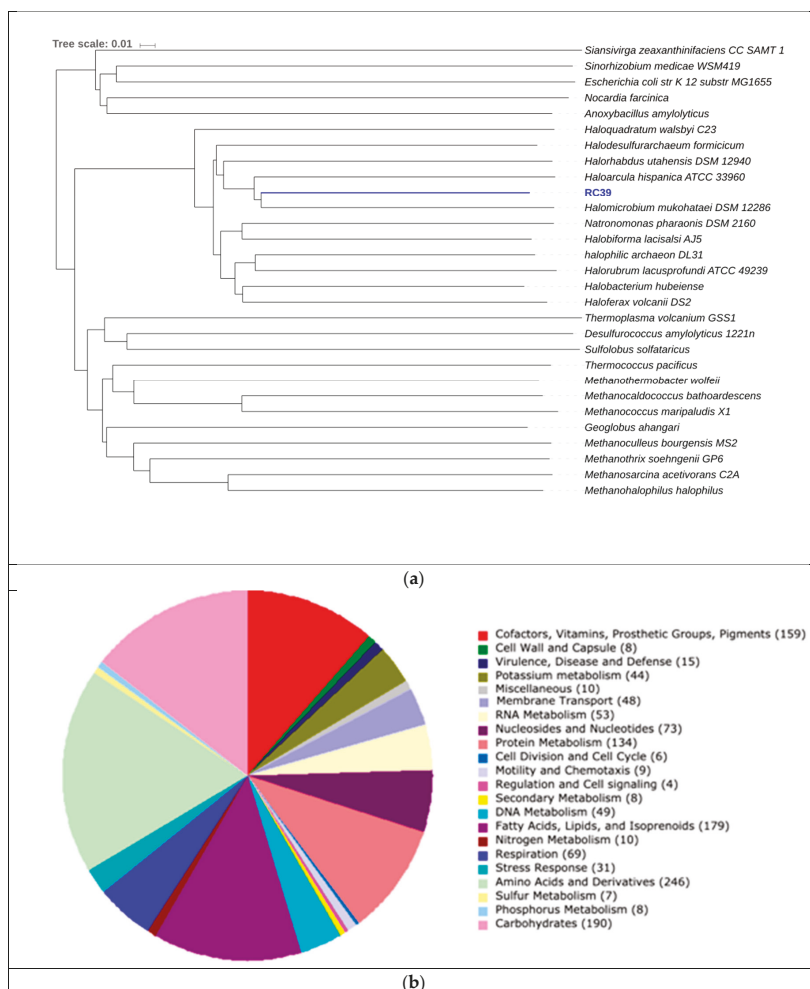 Tree scale: 0.01
Siansivirga zeaxanthinifaciens CC SAMT 1
Sinorhizobium medicae WSM419
Escherichia coli str K 12 substr MG1655
Nocardia farcinica
Anoxybacillus amylolyticus
Haloquadratum walsbyi C23
Halodesulfurarchaeum formicicum
Halorhabdus utahensis DSM 12940
Haloarcula hispanica ATCC 33960
RC39
Halomicrobium mukohataei DSM 12286
Natronomonas pharaonis DSM 2160
Halobiforma lacisalsi AJ5
halophilic archaeon DL31
Halorubrum lacusprofundi ATCC 49239
Halobacterium hubeiense
Haloferax volcanii DS2
Thermoplasma volcanium GSS1
Desulfurococcus amylolyticus 1221n
Sulfolobus solfataricus
Thermococcus pacificus
Methanothermobacter wolfeii
Methanocaldococcus bathoardescens
Methanococcus maripaludis X1
Geoglobus ahangari
Methanoculleus bourgensis MS2
Methanothrix soehngenii GP6
Methanosarcina acetivorans C2A
Methanohalophilus halophilus
(a)
Cofactors, Vitamins, Prosthetic Groups, Pigments (159)
Cell Wall and Capsule (8)
Virulence, Disease and Defense (15)
Potassium metabolism (44)
Miscellaneous (10)
Membrane Transport (48)
RNA Metabolism (53)
Nucleosides and Nucleotides (73)
Protein Metabolism (134)
Cell Division and Cell Cycle (6)
Motility and Chemotaxis (9)
Regulation and Cell signaling (4)
Secondary Metabolism (8)
DNA Metabolism (49)
Fatty Acids, Lipids, and Isoprenoids (179)
Nitrogen Metabolism (10)
Respiration (69)
Stress Response (31)
Amino Acids and Derivatives (246)
Sulfur Metabolism (7)
Phosphorus Metabolism (8)
Carbohydrates (190)
(b)